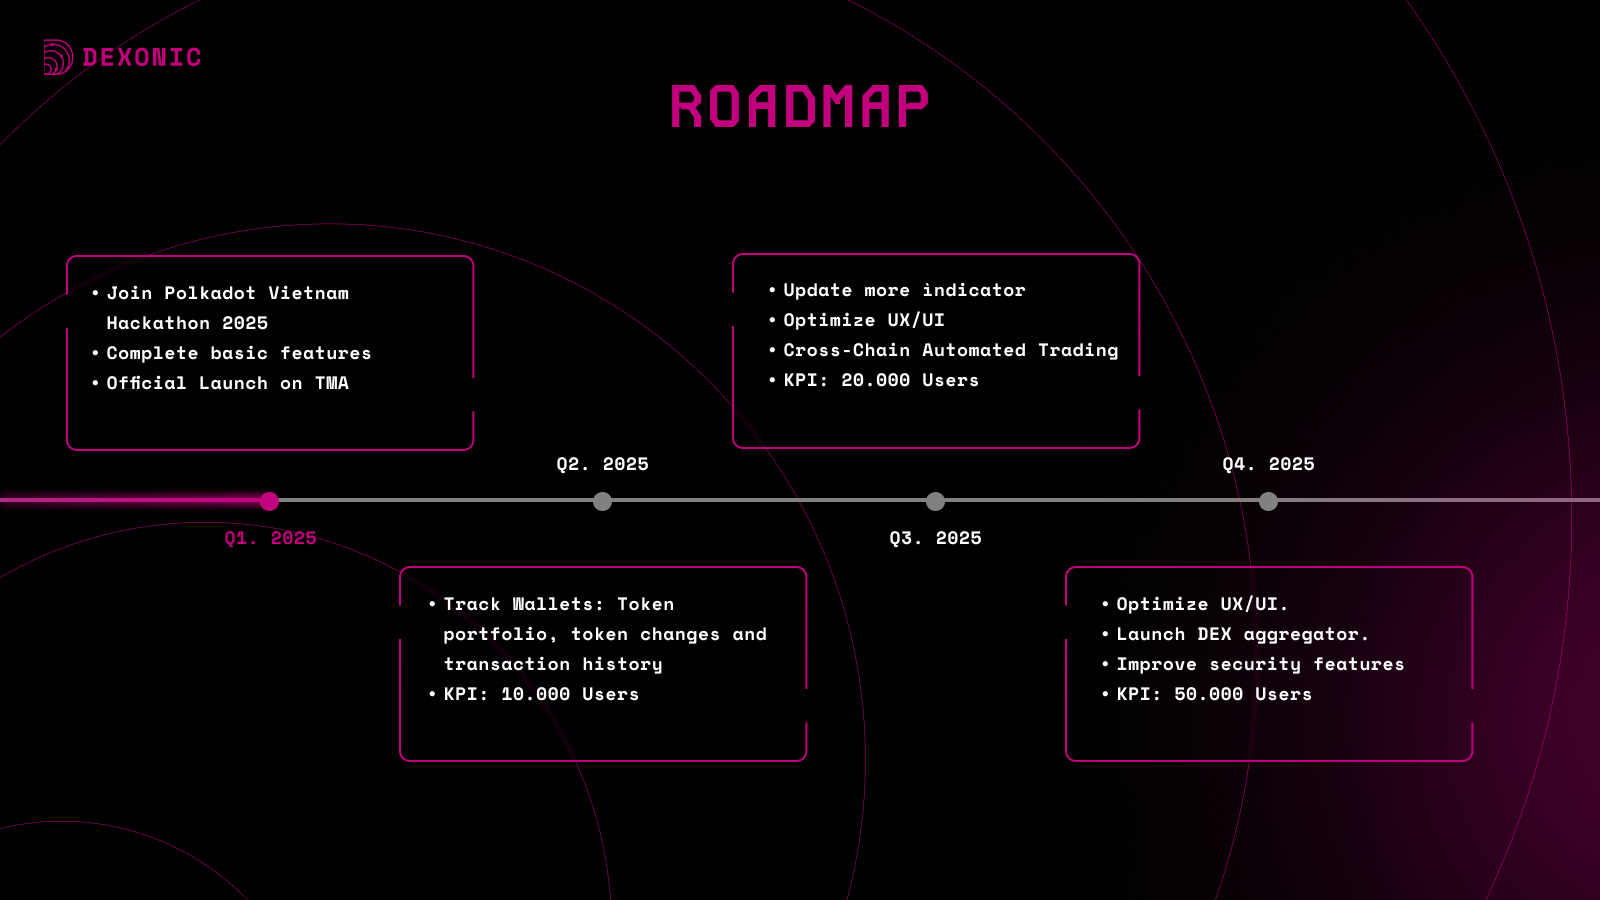 DEXONIC
ROADMAP
• Join Polkadot Vietnam
Hackathon 2025
• Complete basic features
• Official Launch on TMA
Q1. 2025
Q2. 2025
• Track Wallets: Token
portfolio, token changes and
transaction history
• KPI: 10.000 Users
• Update more indicator
• Optimize UX/UI
• Cross-Chain Automated Trading
• KPI: 20.000 Users
Q3. 2025
Q4. 2025
• Optimize UX/UI.
• Launch DEX aggregator.
• Improve security features
• KPI: 50.000 Users